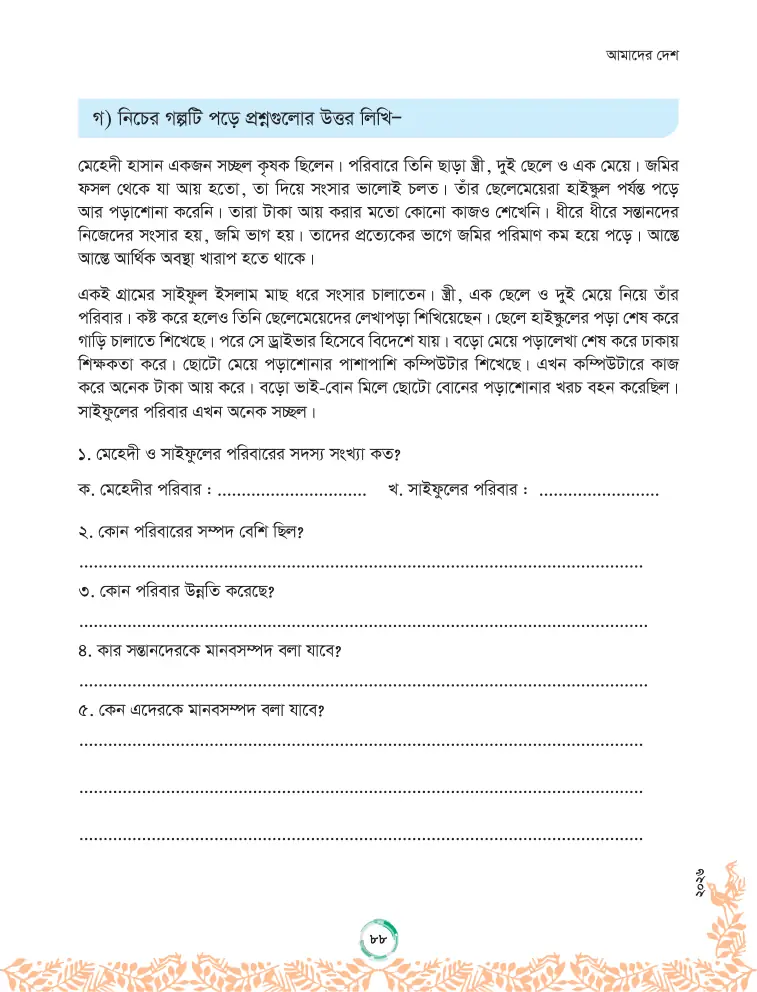 আমাদের দেশ
গ) নিচের গল্পটি পড়ে প্রশ্নগুলোর উত্তর লিখি–
মেহেদী হাসান একজন সচ্ছল কৃষক ছিলেন। পরিবারে তিনি ছাড়া স্ত্রী, দুই ছেলে ও এক মেয়ে। জমির
ফসল থেকে যা আয় হতো, তা দিয়ে সংসার ভালোই চলত। তাঁর ছেলেমেয়েরা হাইস্কুল পর্যন্ত পড়ে
আর পড়াশোনা করেনি। তারা টাকা আয় করার মতো কোনো কাজও শেখেনি। ধীরে ধীরে সন্তানদের
নিজেদের সংসার হয়, জমি ভাগ হয়। তাদের প্রত্যেকের ভাগে জমির পরিমাণ কম হয়ে পড়ে। আস্তে
আস্তে আর্থিক অবস্থা খারাপ হতে থাকে।
একই গ্রামের সাইফুল ইসলাম মাছ ধরে সংসার চালাতেন। স্ত্রী, এক ছেলে ও দুই মেয়ে নিয়ে তাঁর
পরিবার। কষ্ট করে হলেও তিনি ছেলেমেয়েদের লেখাপড়া শিখিয়েছেন। ছেলে হাইস্কুলের পড়া শেষ করে
গাড়ি চালাতে শিখেছে। পরে সে ড্রাইভার হিসেবে বিদেশে যায়। বড়ো মেয়ে পড়ালেখা শেষ করে ঢাকায়
শিক্ষকতা করে। ছোটো মেয়ে পড়াশোনার পাশাপাশি কম্পিউটার শিখেছে। এখন কম্পিউটারে কাজ
করে অনেক টাকা আয় করে। বড়ো ভাই-বোন মিলে ছোটো বোনের পড়াশোনার খরচ বহন করেছিল।
সাইফুলের পরিবার এখন অনেক সচ্ছল।
১. মেহেদী ও সাইফুলের পরিবারের সদস্য সংখ্যা কত?
ক. মেহেদীর পরিবার : ............................... খ. সাইফুলের পরিবার : .........................
২. কোন পরিবারের সম্পদ বেশি ছিল?
.....................................................................................................................
৩. কোন পরিবার উন্নতি করেছে?
......................................................................................................................
৪. কার সন্তানদেরকে মানবসম্পদ বলা যাবে?
......................................................................................................................
৫. কেন এদেরকে মানবসম্পদ বলা যাবে?
.....................................................................................................................
.....................................................................................................................
.....................................................................................................................
২০২৬
৮৮